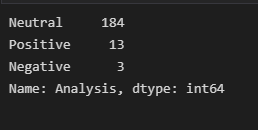 Neutral     184
Positive     13
Negative      3
Name: Analysis, dtype: int64